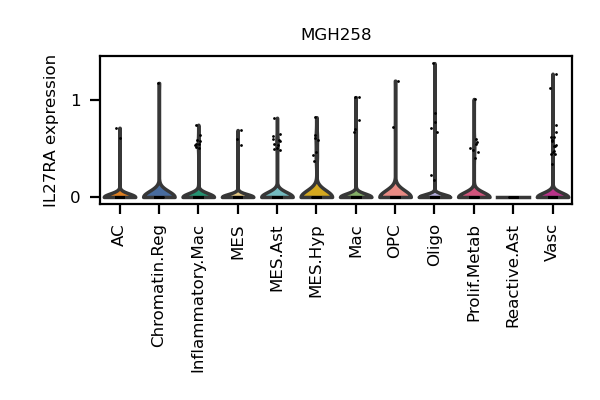 MGH258
IL27RA expression
1
0
AC
Chromatin.Reg
Inflammatory.Mac
MES
MES.Ast
MES.Hyp
Mac
OPC
Oligo
Prolif.Metab
Reactive.Ast
Vasc